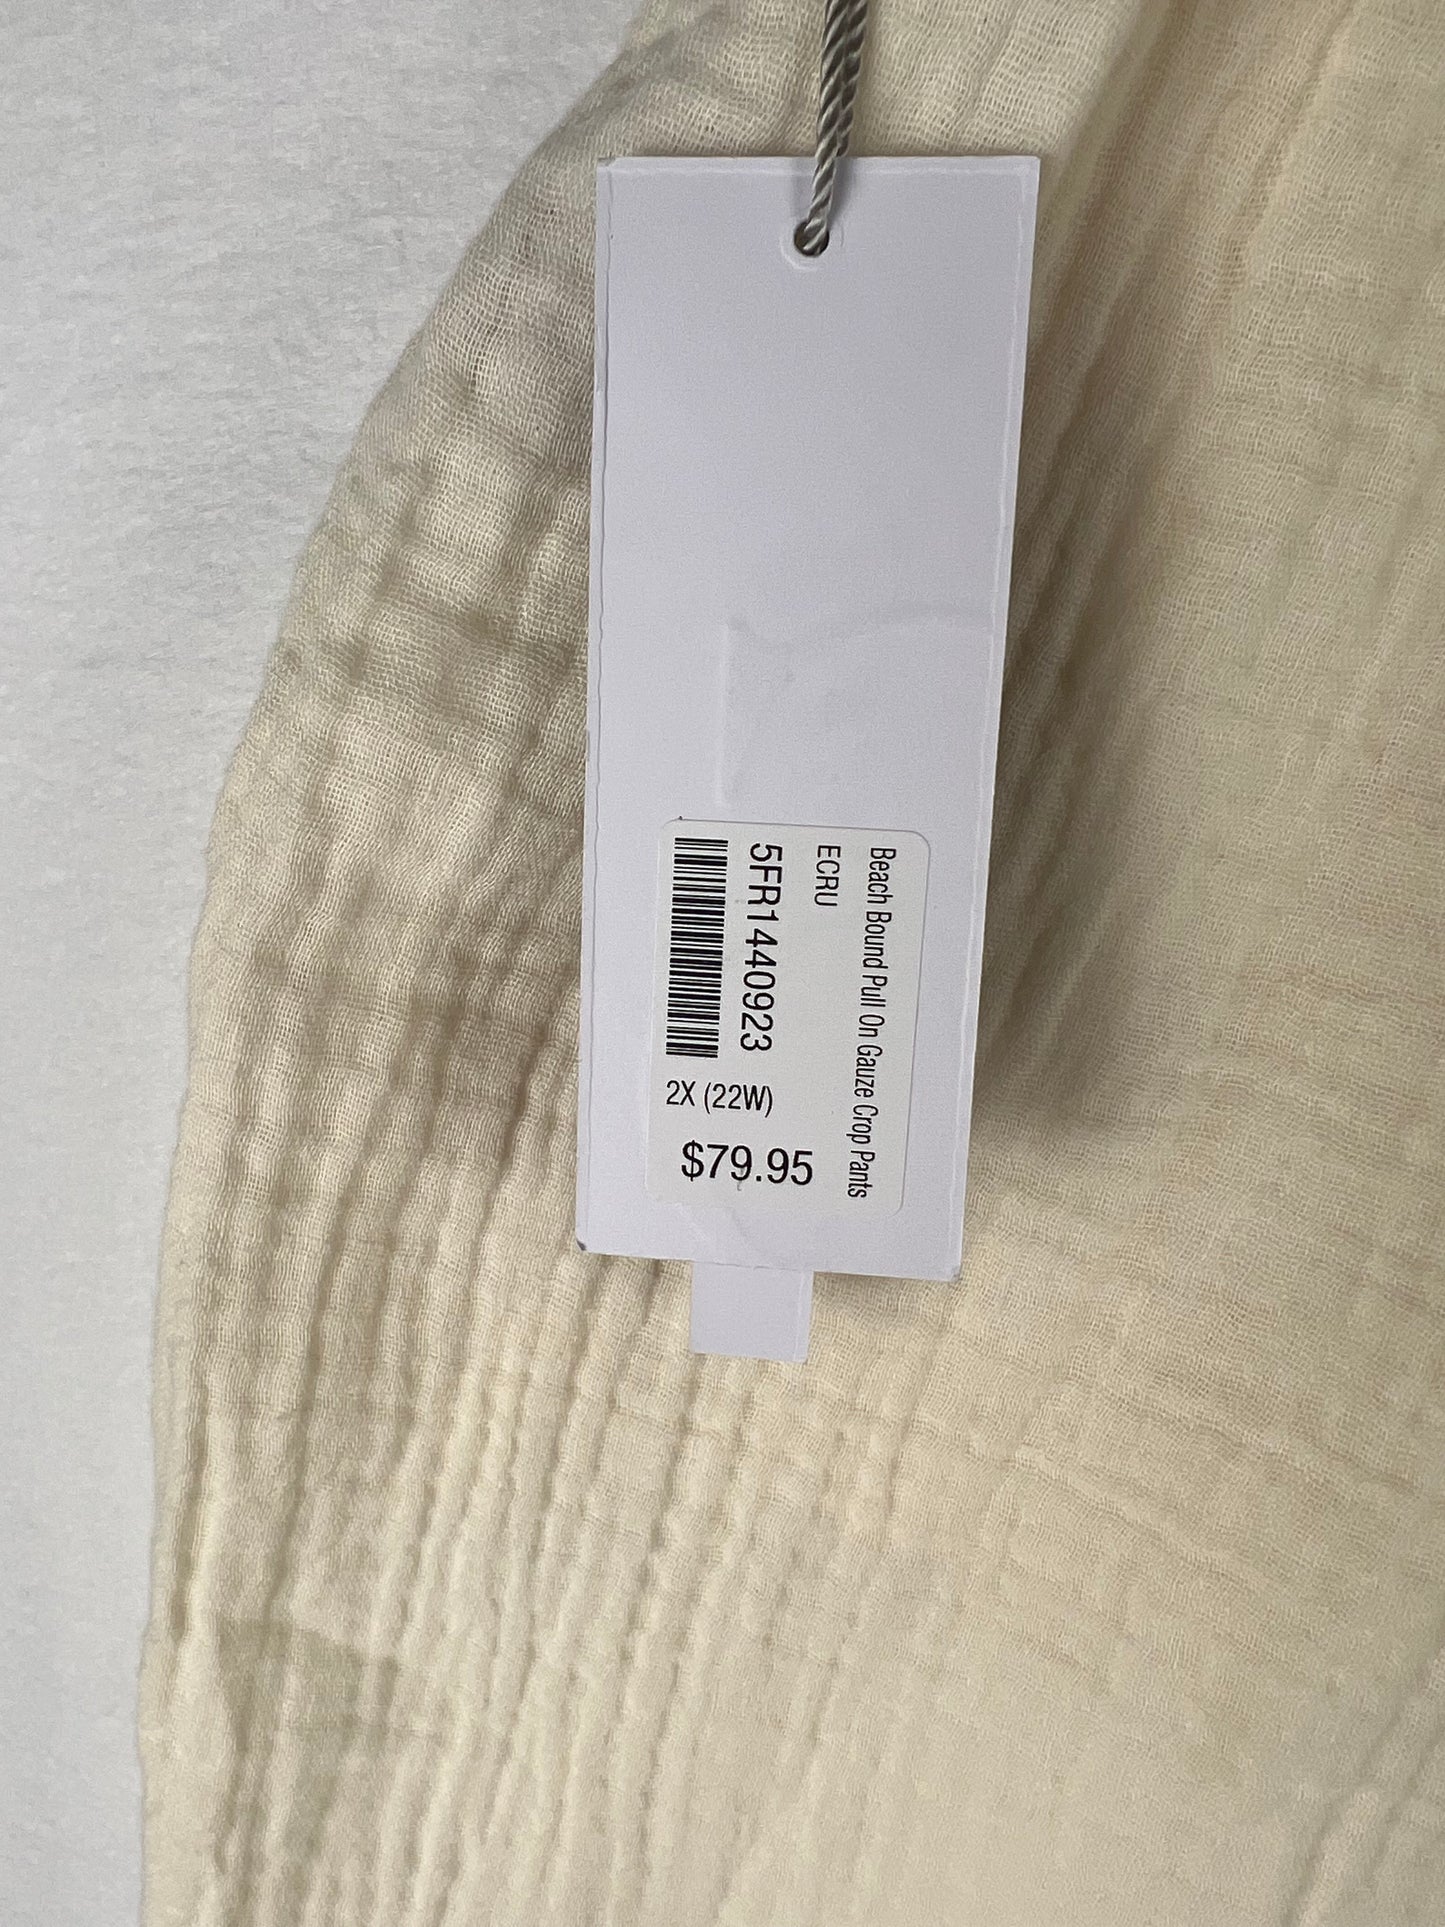 Beach Bound Pull On Gauze Crop Pants
ECRU
5FR1440923
2X (22W)
$79.95